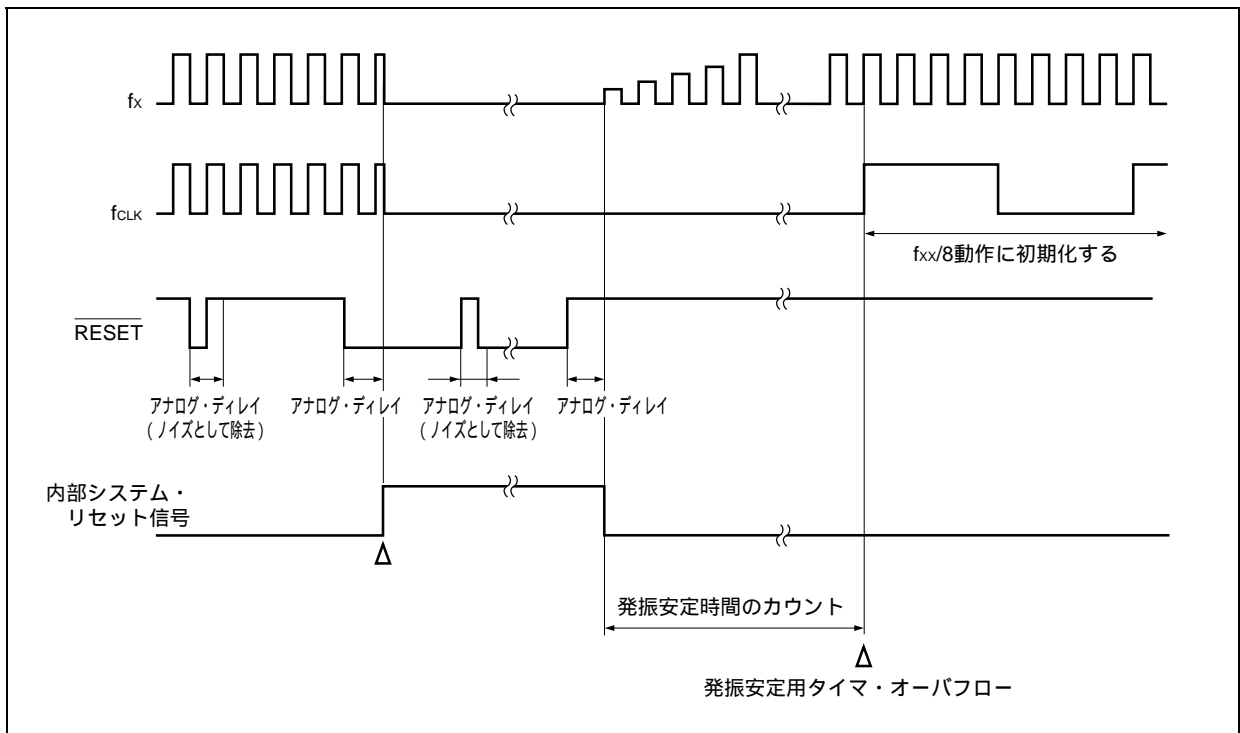 fX
fCLK
fXX/8動作に初期化する
RESET
アナログ・ディレイ
(ノイズとして除去)
アナログ・ディレイ
アナログ・ディレイ
(ノイズとして除去)
アナログ・ディレイ
内部システム・
リセット信号
発振安定時間のカウント
発振安定用タイマ・オーバフロー